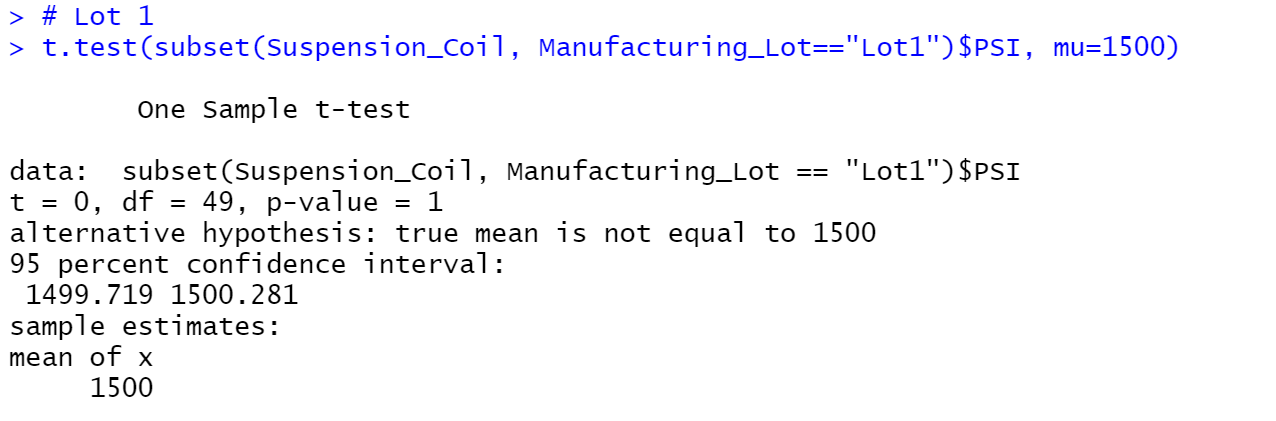 > # Lot 1
> t.test(subset(Suspension_Coil, Manufacturing_Lot=="Lot1")$PSI, mu=1500)
One Sample t-test
data:  subset(Suspension_Coil, Manufacturing_Lot == "Lot1")$PSI
t = 0, df = 49, p-value = 1
alternative hypothesis: true mean is not equal to 1500
95 percent confidence interval:
 1499.719 1500.281
sample estimates:
mean of x
     1500